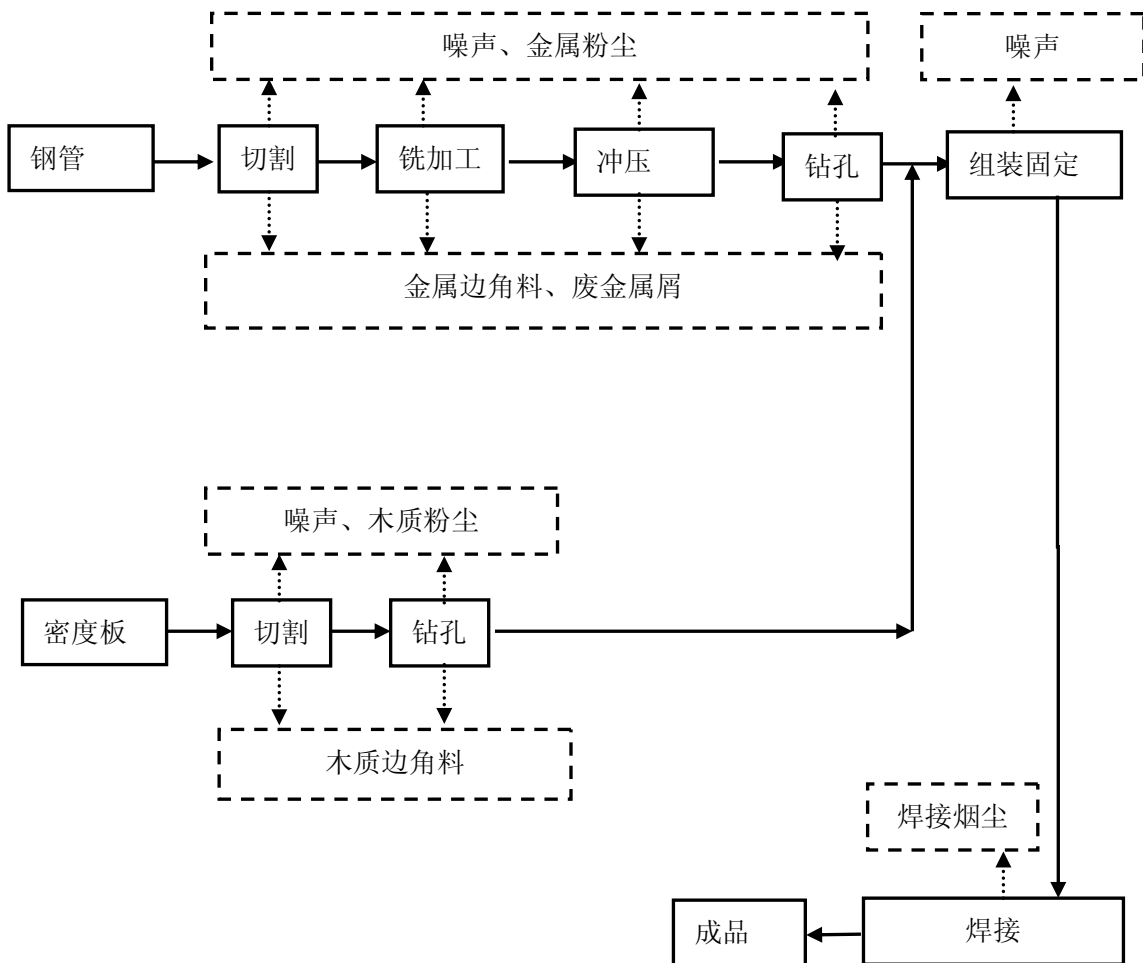 噪声、金属粉尘
噪声
钢管
切割
铣加工
冲压
钻孔
组装固定
金属边角料、废金属屑
噪声、木质粉尘
密度板
切割
钻孔
木质边角料
焊接烟尘
成品
焊接